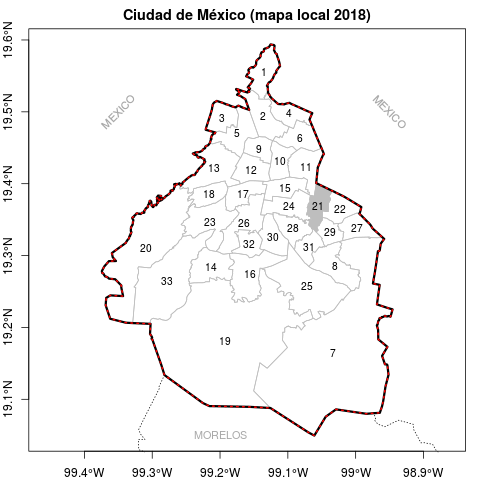 Ciudad de México (mapa local 2018)
19.6°N
19.5°N
19.4°N
19.3°N
19.2°N
19.1°N
MEXICO
MEXICO
1
2
4
3
5
6
9
10
11
13
12
15
18
17
24
21
22
23
26
28
29
27
30
32
31
20
14
16
8
33
25
19
7
MORELOS
99.4°W
99.3°W
99.2°W
99.1°W
99°W
98.9°W